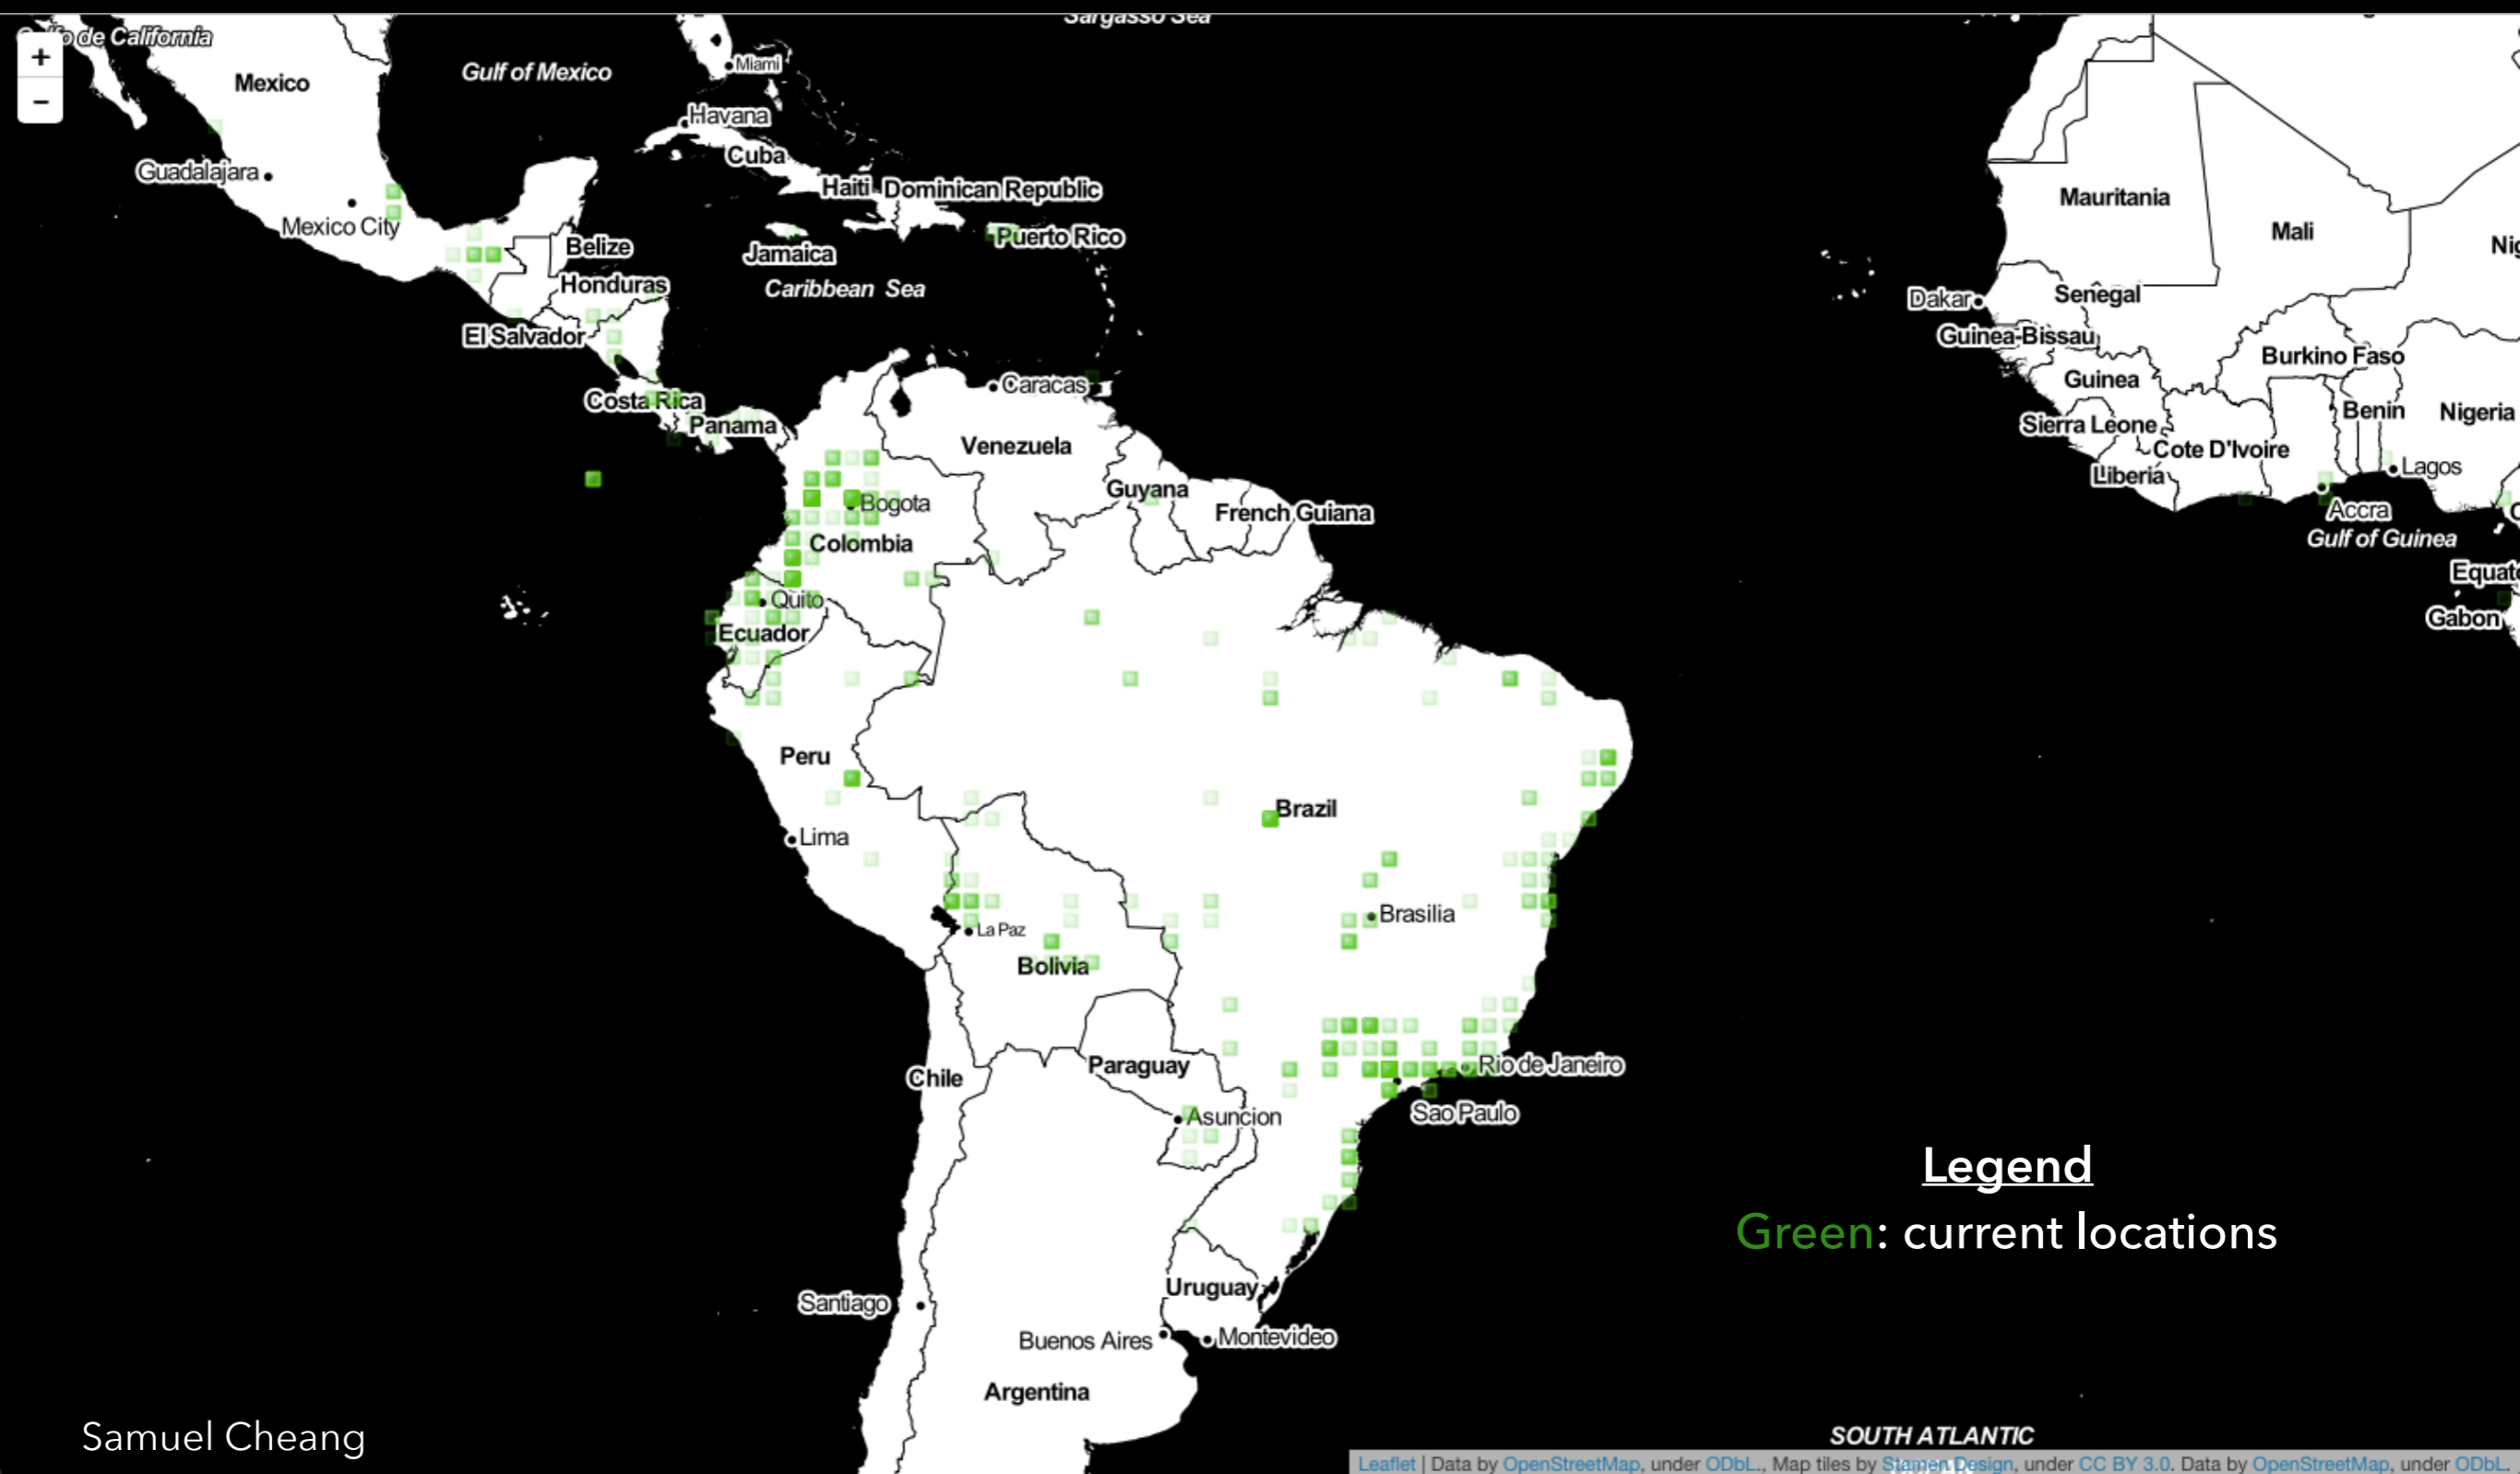 Sargasso Sea
Golfo de California
+
−
Mexico
Gulf of Mexico
Miami
Havana
Cuba
Guadalajara
Haiti
Dominican Republic
Mauritania
Mali
Mexico City
Puerto Rico
Belize
Jamaica
Honduras
Caribbean Sea
Dakar
Senegal
El Salvador
Guinea-Bissau
Burkino Faso
Caracas
Guinea
Costa Rica
Panama
Benin
Nigeria
Sierra Leone
Venezuela
Cote D'Ivoire
Lagos
Liberia
Guyana
Bogota
French Guiana
Accra
Colombia
Gulf of Guinea
Equat
Quito
Gabon
Ecuador
Peru
Brazil
Lima
Brasilia
La Paz
Bolivia
Paraguay
Rio de Janeiro
Chile
Asuncion
Sao Paulo
Legend
Green: current locations
Uruguay
Santiago
Buenos Aires
Montevideo
Argentina
Samuel Cheang
SOUTH ATLANTIC
Leaflet | Data by OpenStreetMap, under ODbL., Map tiles by Stamen Design, under CC BY 3.0. Data by OpenStreetMap, under ODbL.